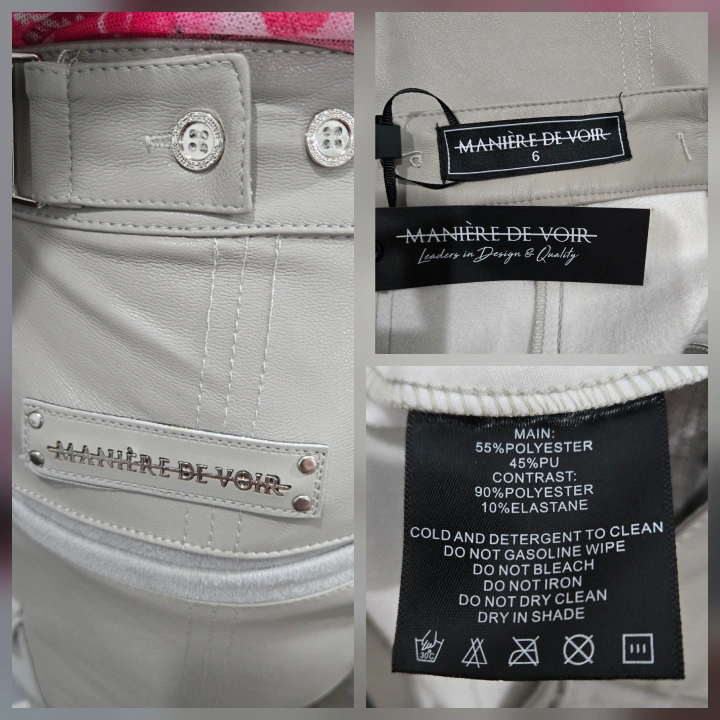 MANIÈRE DE VOIR
MANIÈRE DE VOIR
6
MANIÈRE DE VOIR
Leaders in Design & Quality
MAIN:
55%POLYESTER
45%PU
CONTRAST:
90%POLYESTER
10%ELASTANE
COLD AND DETERGENT TO CLEAN
DO NOT GASOLINE WIPE
DO NOT BLEACH
DO NOT IRON
DO NOT DRY CLEAN
DRY IN SHADE
30°C